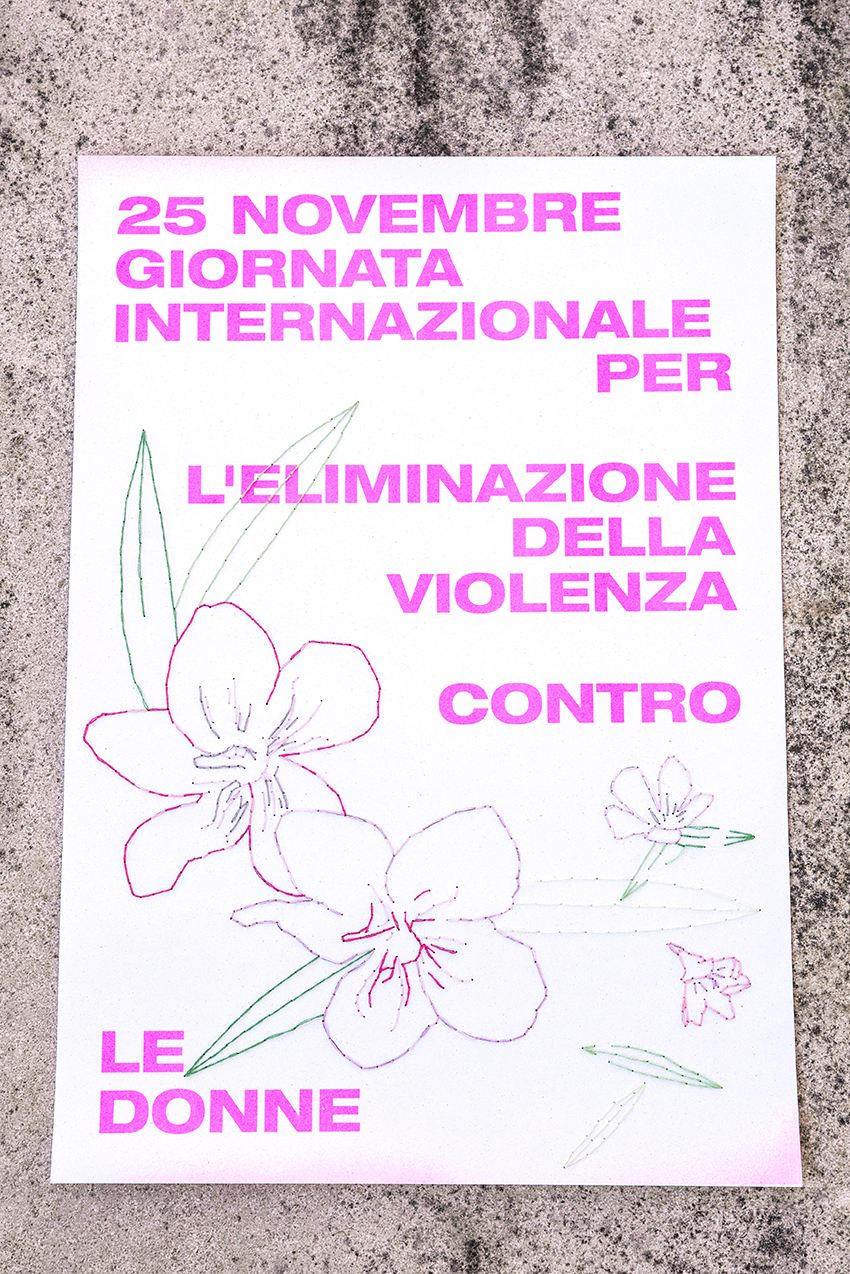 25 NOVEMBRE
GIORNATA
INTERNAZIONALE
PER
L'ELIMINAZIONE
DELLA
VIOLENZA
CONTRO
LE
DONNE